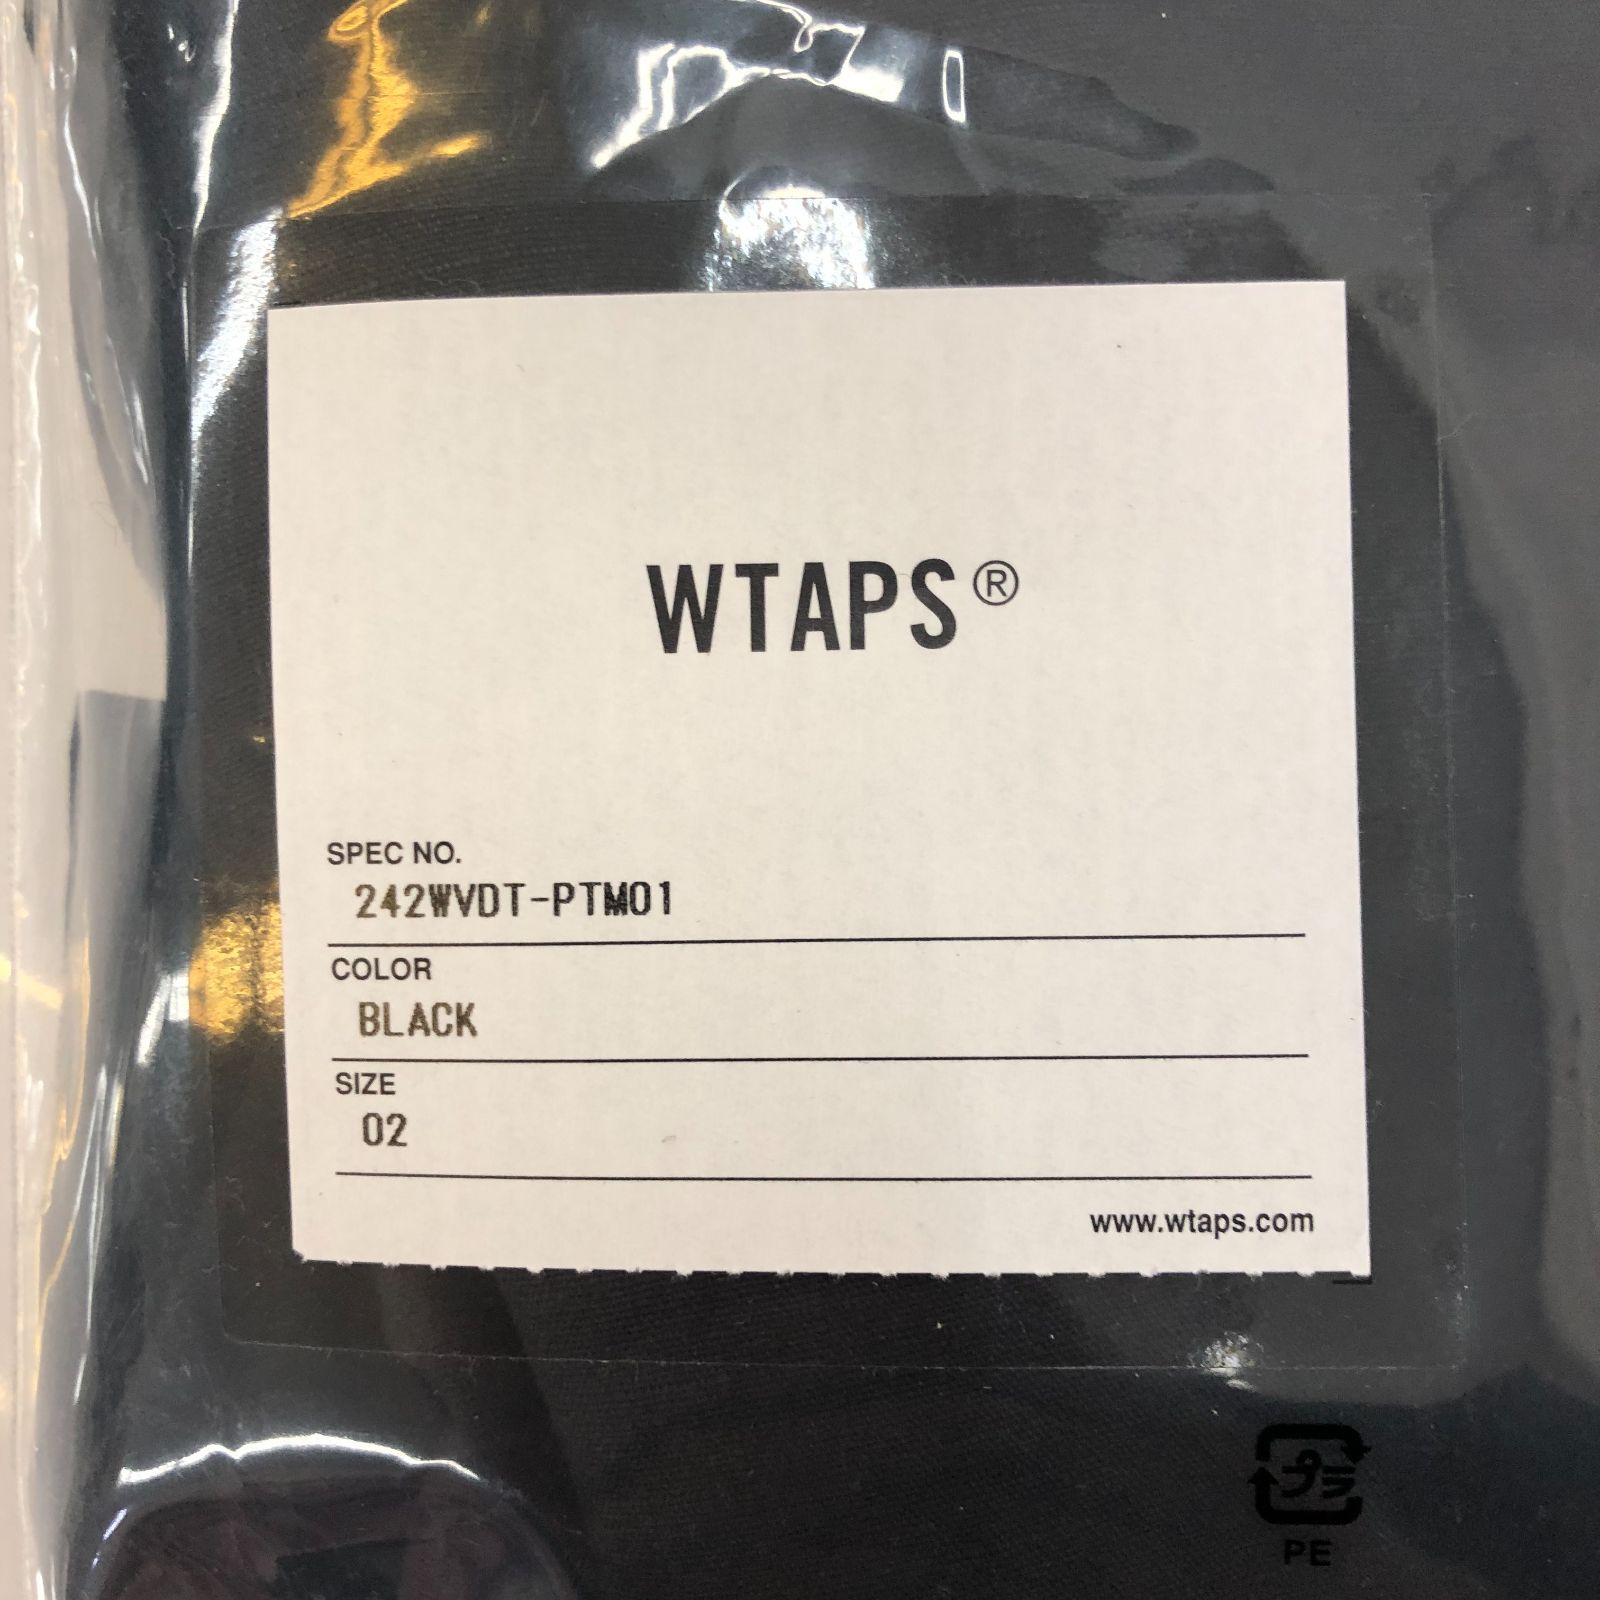 WTAPS®
SPEC NO.
242WVDT-PTM01
COLOR
BLACK
SIZE
02
www.wtaps.com
プラ
PE